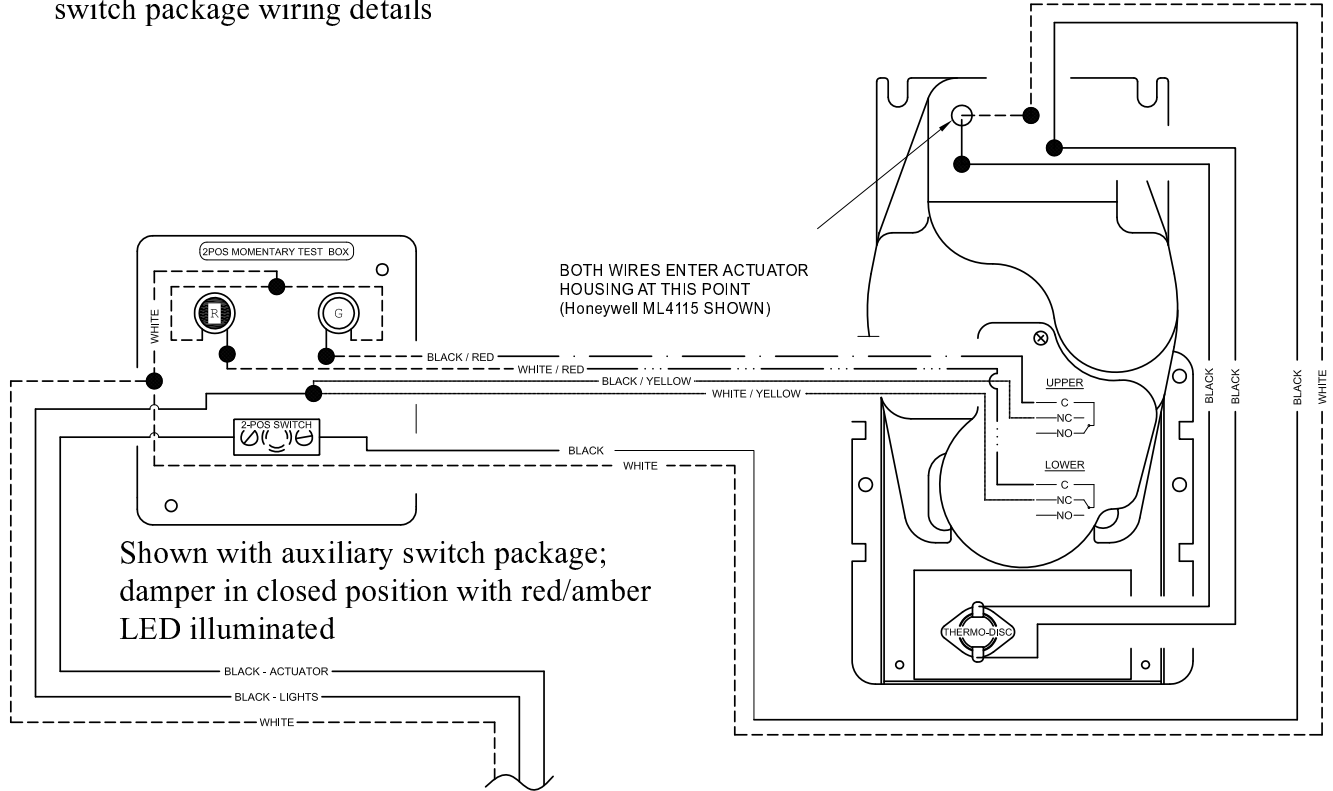 switch package wiring details
2POS MOMENTARY TEST BOX
R
G
WHITE
BOTH WIRES ENTER ACTUATOR
HOUSING AT THIS POINT
(Honeywell ML4115 SHOWN)
BLACK / RED
WHITE / RED
BLACK / YELLOW
WHITE / YELLOW
2-POS SWITCH
BLACK
WHITE
UPPER
C
NC
NO
LOWER
C
NC
NO
BLACK
BLACK
BLACK
WHITE
THERMO-DISC
Shown with auxiliary switch package;
damper in closed position with red/amber
LED illuminated
BLACK - ACTUATOR
BLACK - LIGHTS
WHITE